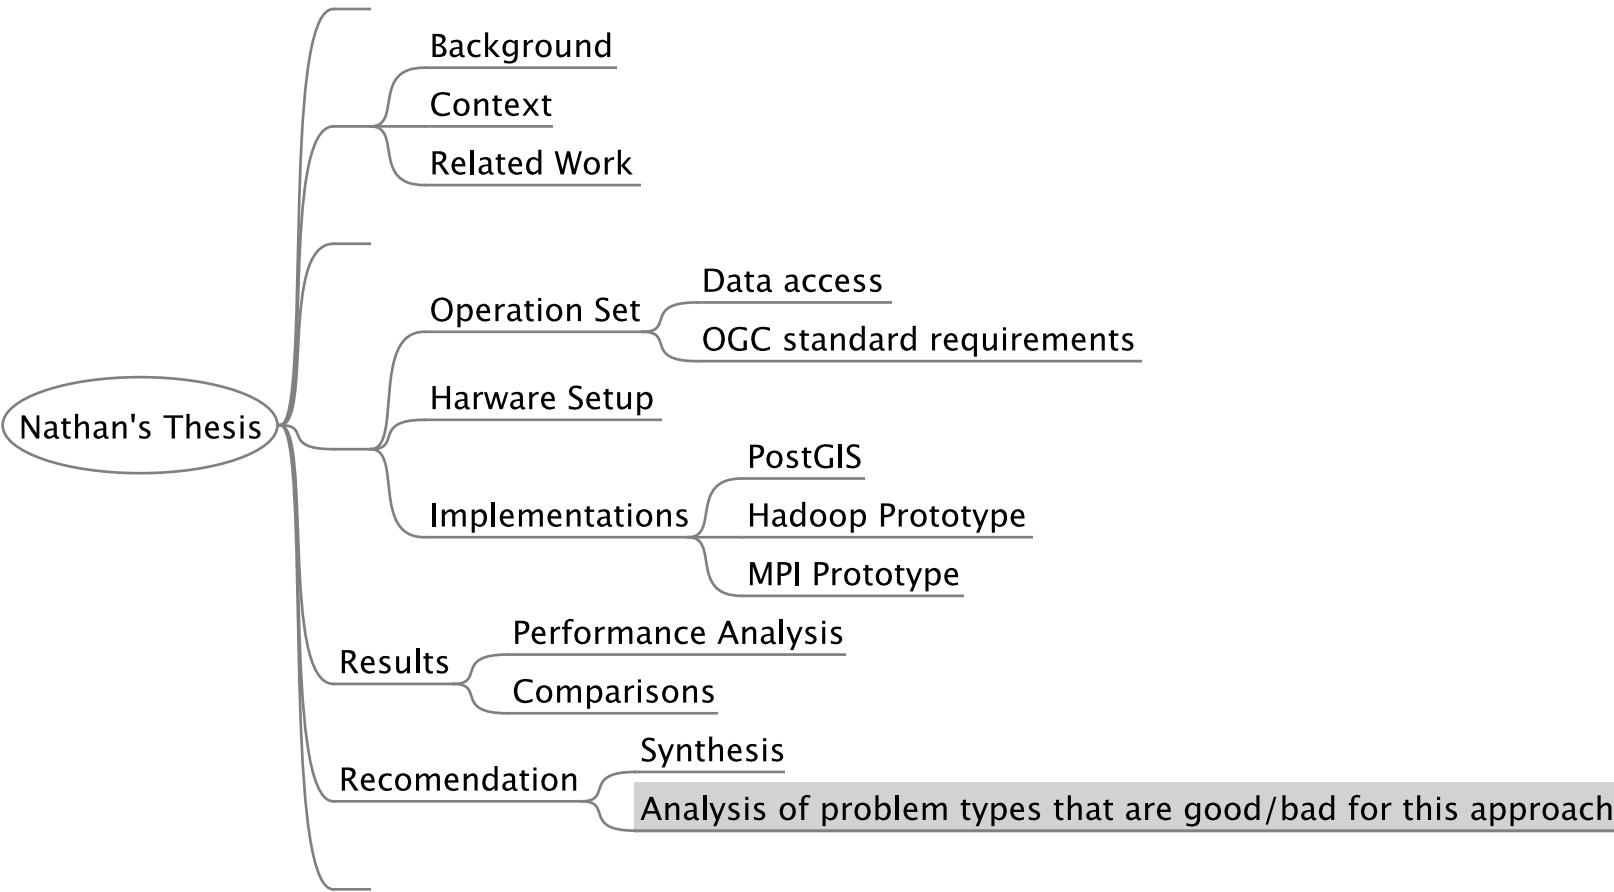 Background
Context
Related Work
Data access
Operation Set
OGC standard requirements
Harware Setup
Nathan's Thesis
PostGIS
Implementations
Hadoop Prototype
MPI Prototype
Performance Analysis
Results
Comparisons
Synthesis
Recomendation
Analysis of problem types that are good/bad for this approach